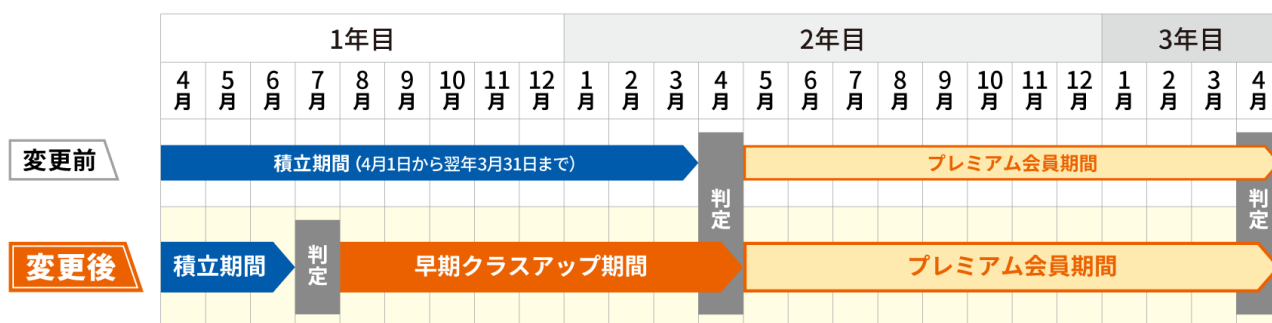 1年目 2年目 3年目
4月 5月 6月 7月 8月 9月 10月 11月 12月 1月 2月 3月 4月 5月 6月 7月 8月 9月 10月 11月 12月 1月 2月 3月 4月
変更前 積立期間（4月1日から翌年3月31日まで） 判定 プレミアム会員期間 判定
変更後 積立期間 判定 早期クラスアップ期間 プレミアム会員期間